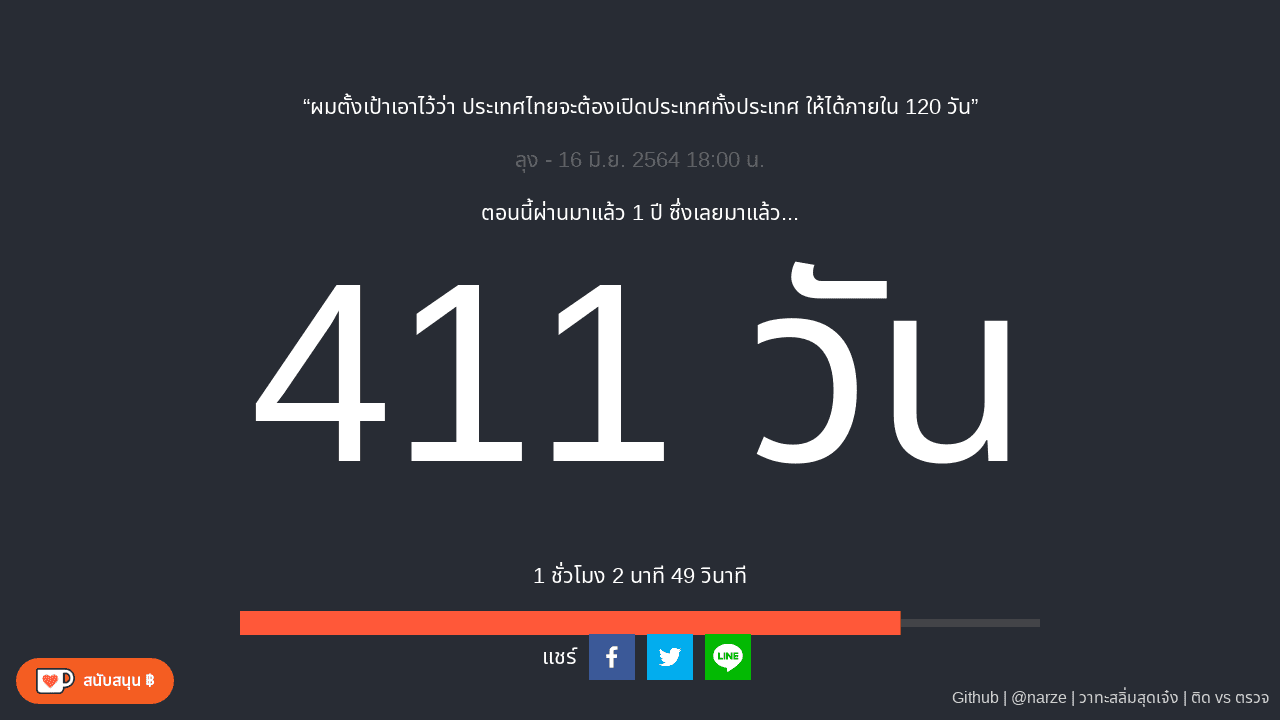 “ผมตั้งเป้าเอาไว้ว่า ประเทศไทยจะต้องเปิดประเทศทั้งประเทศ ให้ได้ภายใน 120 วัน”
ลุง - 16 มิ.ย. 2564 18:00 น.
ตอนนี้ผ่านมาแล้ว 1 ปี ซึ่งเลยมาแล้ว...
411 วัน
1 ชั่วโมง 2 นาที 49 วินาที
แชร์
LINE
สนับสนุน ฿
Github | @narze | วาทะสลิ่มสุดเจ๋ง | ติด vs ตรวจ